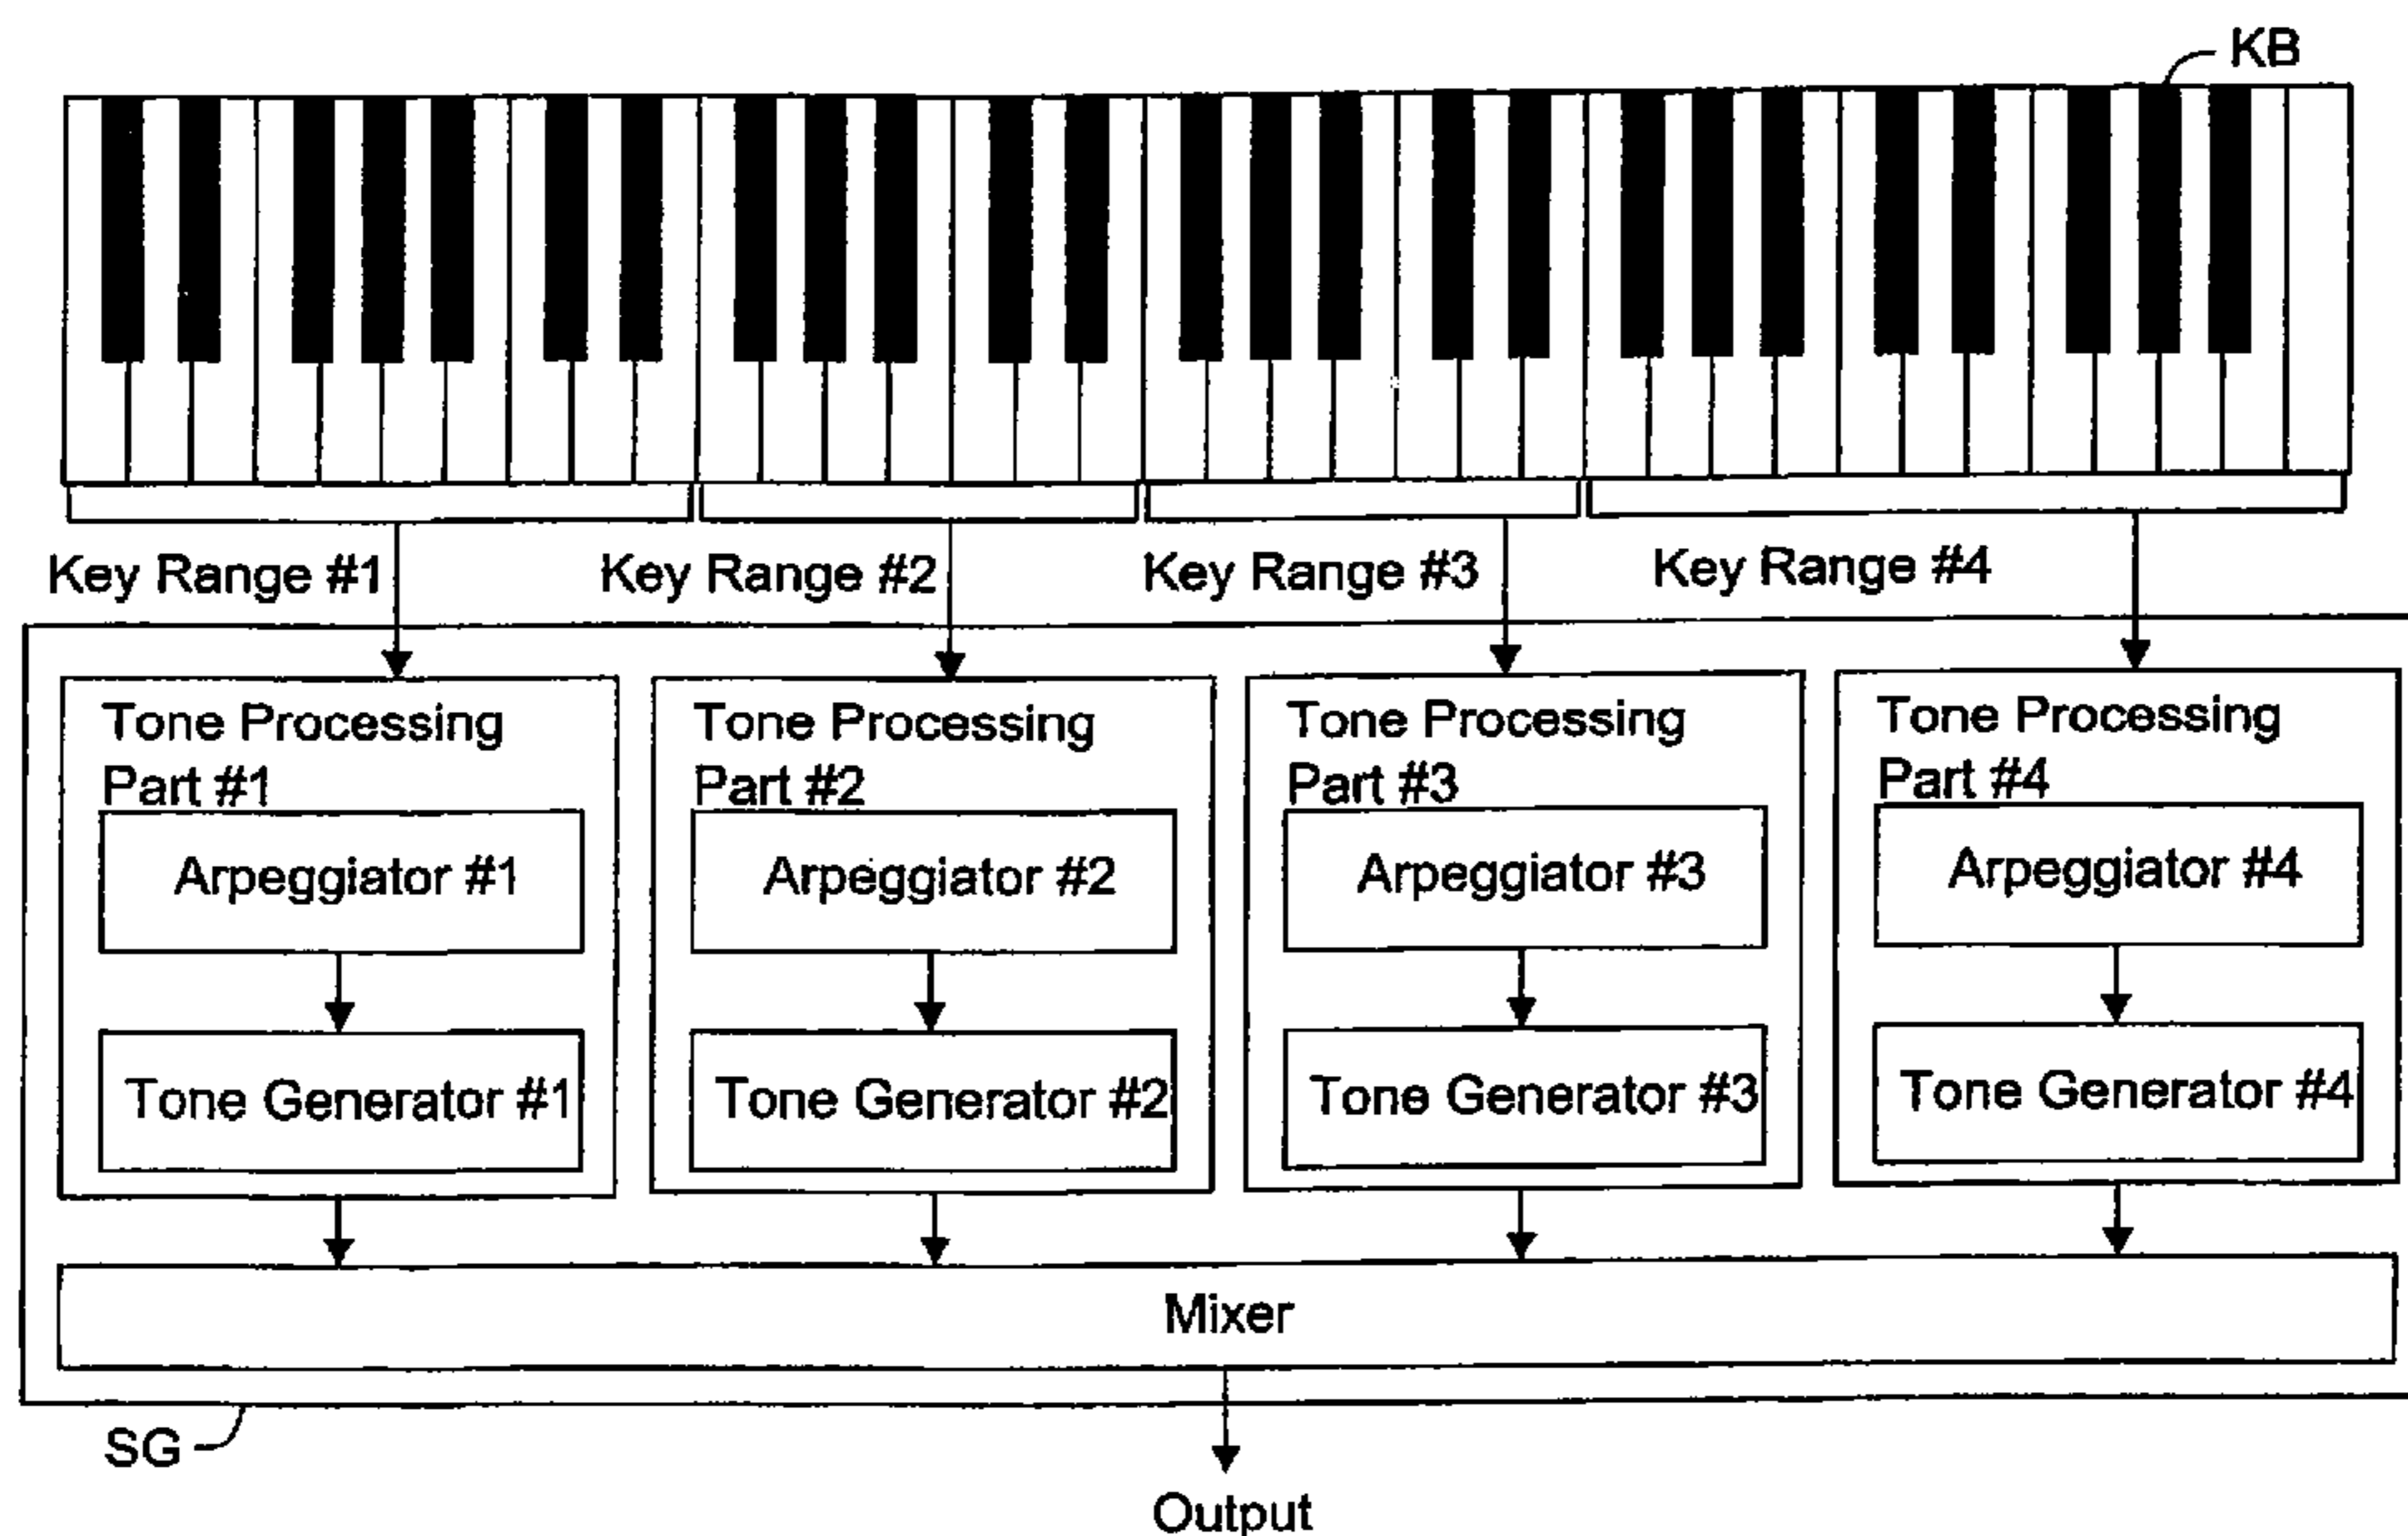 KB
Key Range #1
Key Range #2
Key Range #3
Key Range #4
Tone Processing
Part #1
Arpeggiator #1
Tone Generator #1
Tone Processing
Part #2
Arpeggiator #2
Tone Generator #2
Tone Processing
Part #3
Arpeggiator #3
Tone Generator #3
Tone Processing
Part #4
Arpeggiator #4
Tone Generator #4
Mixer
SG
Output